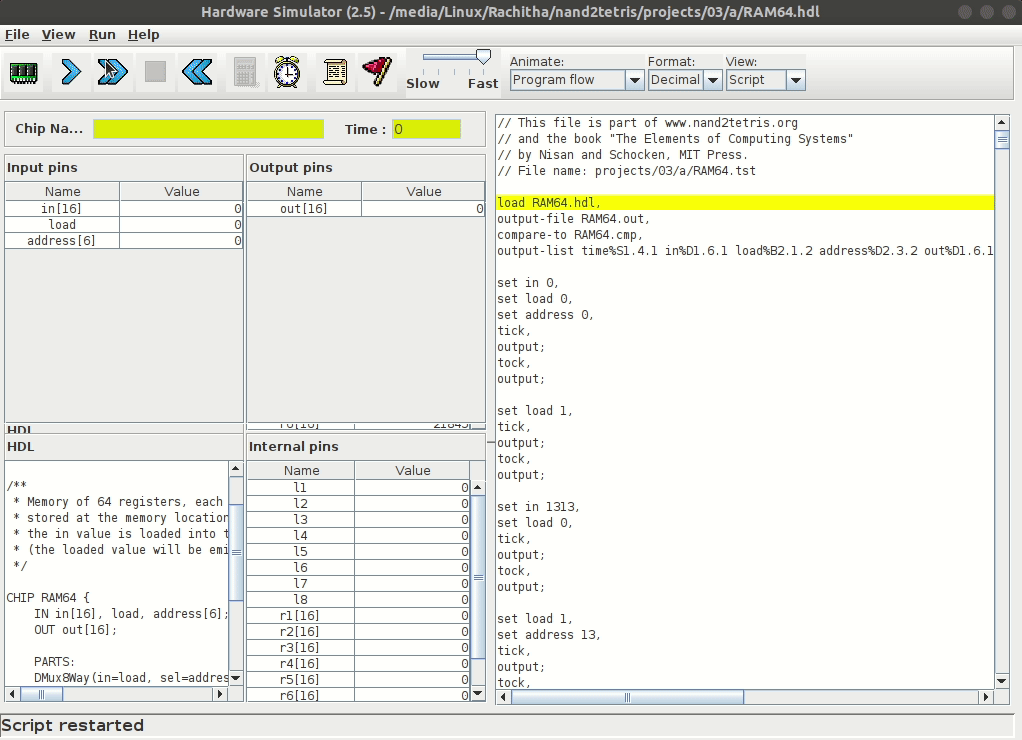 Hardware Simulator (2.5) - /media/Linux/Rachitha/nand2tetris/projects/03/a/RAM64.hdl
File View Run Help
Slow Fast
Animate:
Program flow
Format:
Decimal
View:
Script
Chip Na... Time : 0
Input pins
Name Value
in[16] 0
load 0
address[6] 0
Output pins
Name Value
out[16] 0
HDL
HDL
/**
* Memory of 64 registers, each
* stored at the memory location
* the in value is loaded into
* (the loaded value will be
*/
CHIP RAM64 {
IN in[16], load, address[6];
OUT out[16];
PARTS:
DMux8Way(in=load, sel=addres
r6[16] 21845
Internal pins
Name Value
l1 0
l2 0
l3 0
l4 0
l5 0
l6 0
l7 0
l8 0
r1[16] 0
r2[16] 0
r3[16] 0
r4[16] 0
r5[16] 0
r6[16] 0
// This file is part of www.nand2tetris.org
// and the book "The Elements of Computing Systems"
// by Nisan and Schocken, MIT Press.
// File name: projects/03/a/RAM64.tst
load RAM64.hdl,
output-file RAM64.out,
compare-to RAM64.cmp,
output-list time%S1.4.1 in%D1.6.1 load%B2.1.2 address%D2.3.2 out%D1.6.1
set in 0,
set load 0,
set address 0,
tick,
output;
tock,
output;
set load 1,
tick,
output;
tock,
output;
set in 1313,
set load 0,
tick,
output;
tock,
output;
set load 1,
set address 13,
tick,
output;
tock,
Script restarted